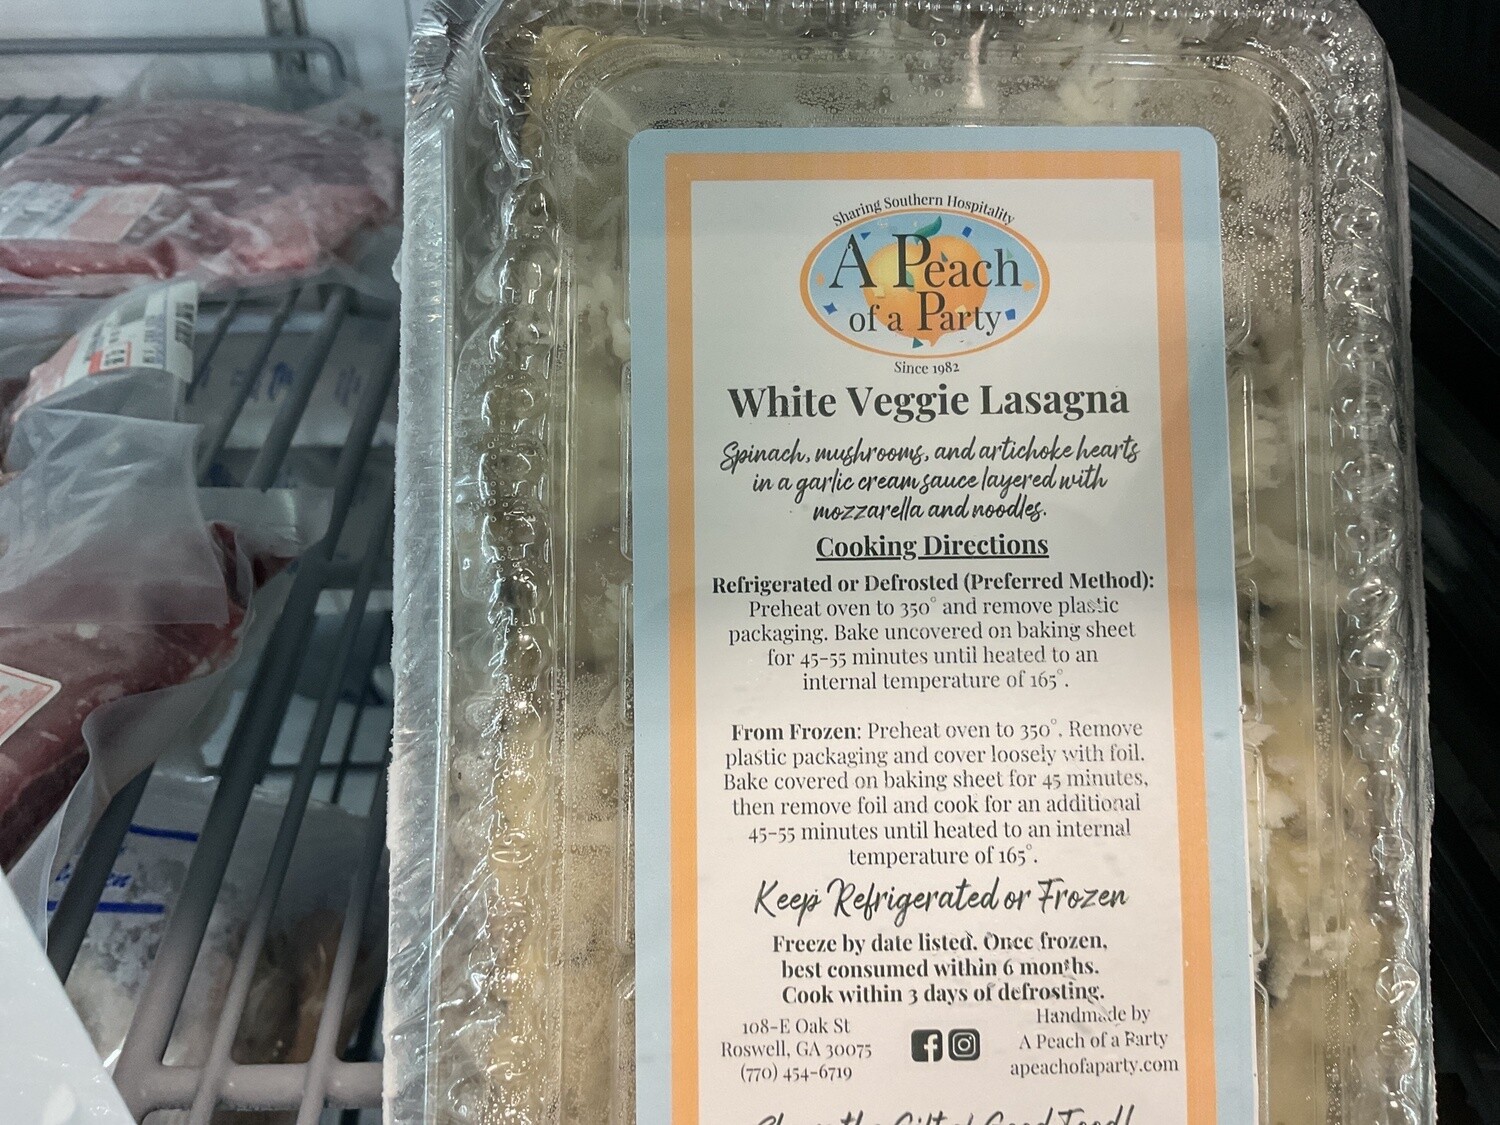 Sharing Southern Hospitality
A Peach
of a Party
Since 1982
White Veggie Lasagna
Spinach, mushrooms, and artichoke hearts
in a garlic cream sauce layered with
mozzarella and noodles.
Cooking Directions
Refrigerated or Defrosted (Preferred Method):
Preheat oven to 350° and remove plastic
packaging. Bake uncovered on baking sheet
for 45-55 minutes until heated to an
internal temperature of 165°.
From Frozen: Preheat oven to 350°. Remove
plastic packaging and cover loosely with foil.
Bake covered on baking sheet for 45 minutes,
then remove foil and cook for an additional
45-55 minutes until heated to an internal
temperature of 165°.
Keep Refrigerated or Frozen
Freeze by date listed. Once frozen,
best consumed within 6 months.
Cook within 3 days of defrosting.
108-E Oak St
Roswell, GA 30075
(770) 454-6719
Handmade by
A Peach of a Party
apeachofaparty.com